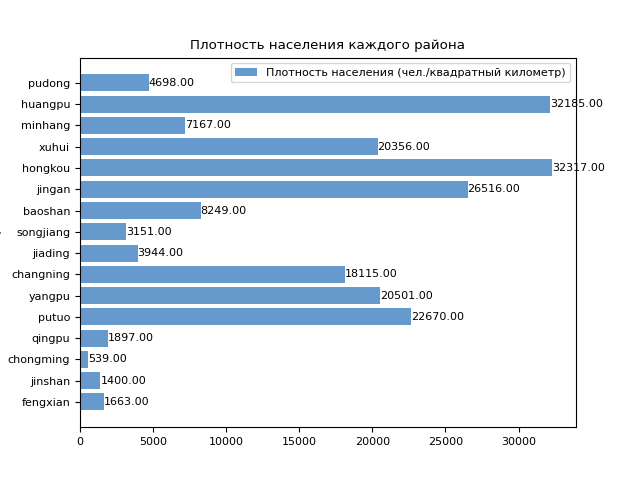 Плотность населения каждого района
Плотность населения (чел./квадратный километр)
pudong 4698.00
huangpu 32185.00
minhang 7167.00
xuhui 20356.00
hongkou 32317.00
jingan 26516.00
baoshan 8249.00
songjiang 3151.00
jiading 3944.00
changning 18115.00
yangpu 20501.00
putuo 22670.00
qingpu 1897.00
chongming 539.00
jinshan 1400.00
fengxian 1663.00
0 5000 10000 15000 20000 25000 30000